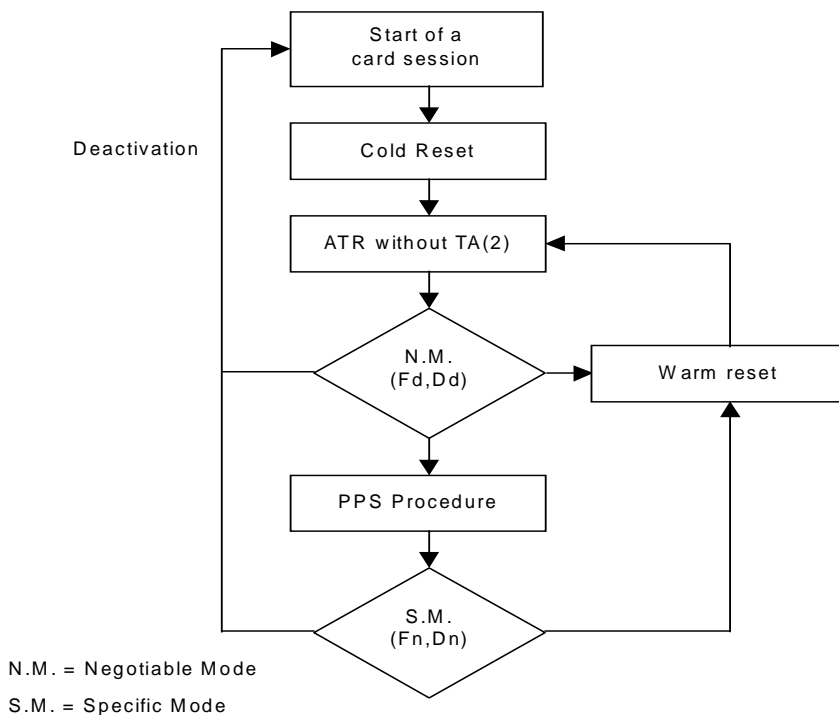 Start of a
card session
Deactivation
Cold Reset
ATR without TA(2)
N.M.
(Fd,Dd)
Warm reset
PPS Procedure
S.M.
(Fn,Dn)
N.M. = Negotiable Mode
S.M. = Specific Mode